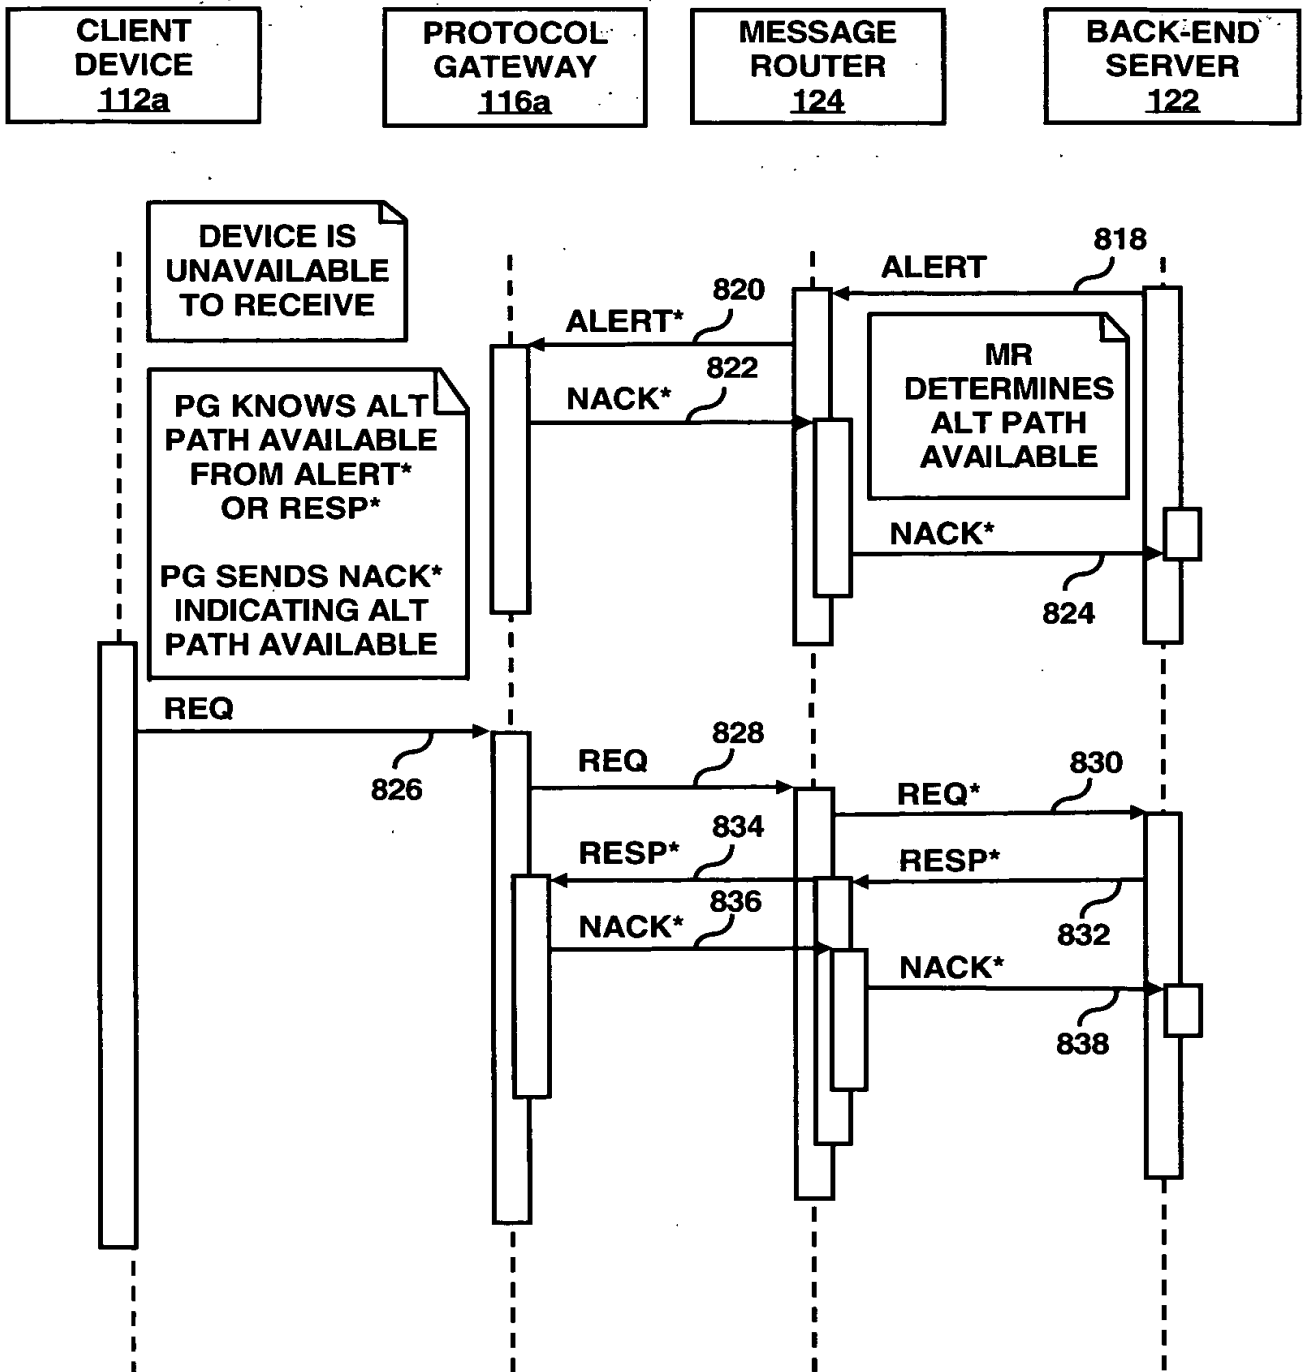 CLIENT
DEVICE
112a
PROTOCOL
GATEWAY
116a
MESSAGE
ROUTER
124
BACK-END
SERVER
122
DEVICE IS
UNAVAILABLE
TO RECEIVE
818
ALERT
820
ALERT*
MR
DETERMINES
ALT PATH
AVAILABLE
822
NACK*
PG KNOWS ALT
PATH AVAILABLE
FROM ALERT*
OR RESP*
PG SENDS NACK*
INDICATING ALT
PATH AVAILABLE
NACK*
824
REQ
826
REQ
828
REQ*
830
RESP*
834
RESP*
832
NACK*
836
NACK*
838